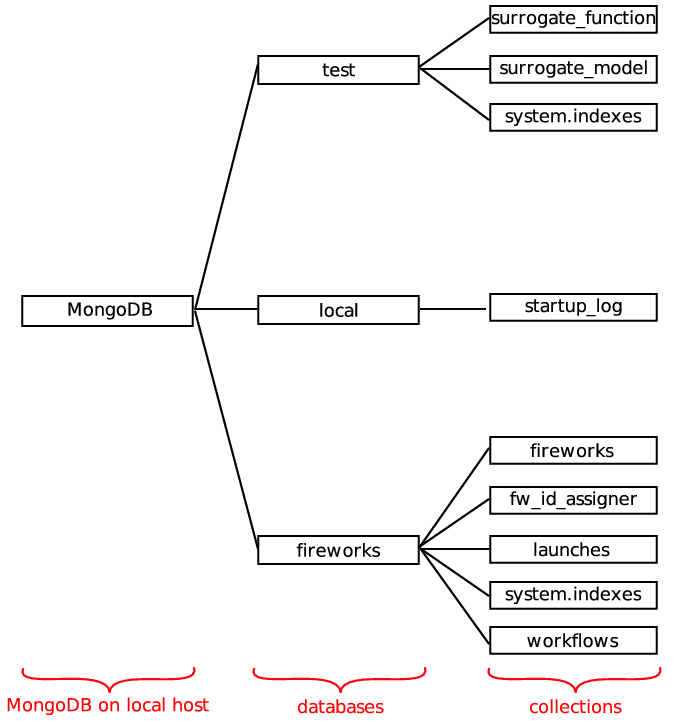 surrogate_function
test
surrogate_model
system.indexes
MongoDB
local
startup_log
fireworks
fw_id_assigner
fireworks
launches
system.indexes
workflows
MongoDB on local host
databases
collections